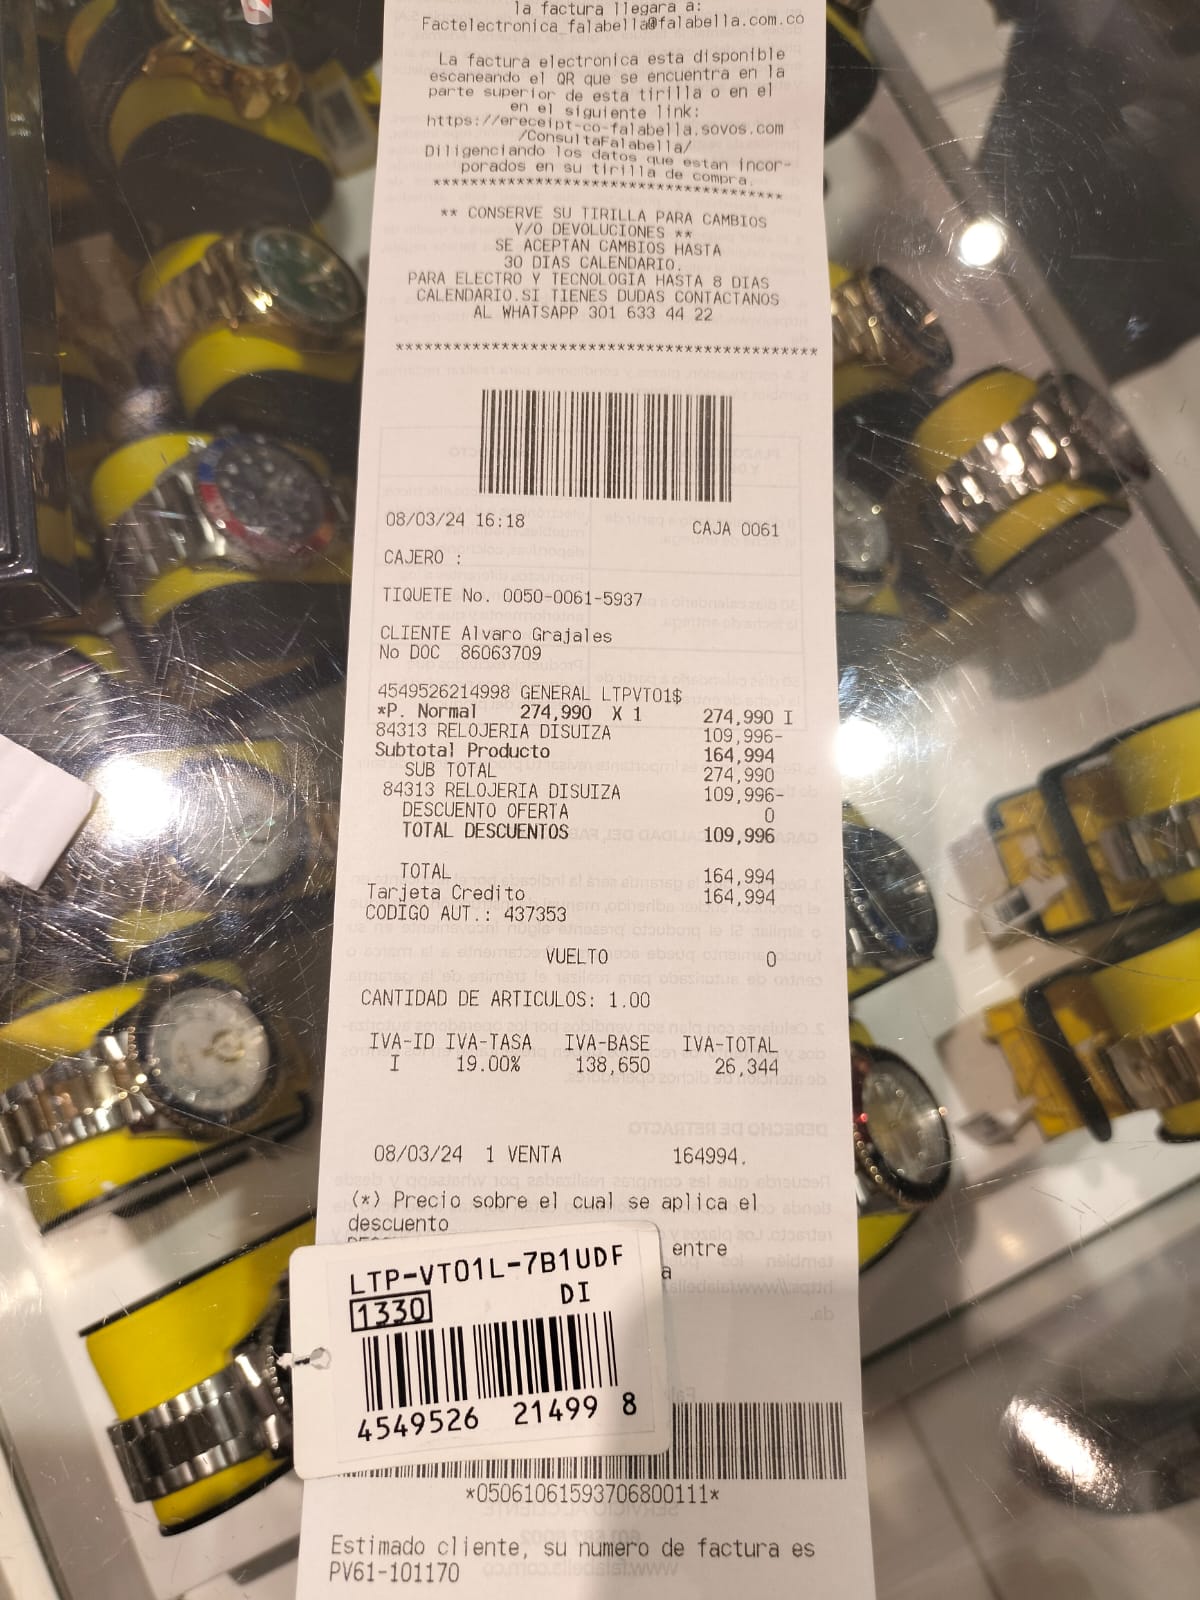 la factura llegara a:
Factelectronica_falabella@falabella.com.co
La factura electronica esta disponible
escaneando el QR que se encuentra en la
parte superior de esta tirilla o en el
en el siguiente link:
https://ereceipt-co-falabella.sovos.com
/ConsultaFalabella/
Diligenciando los datos que estan incor-
porados en su tirilla de compra.
****************************************
** CONSERVE SU TIRILLA PARA CAMBIOS
Y/O DEVOLUCIONES **
SE ACEPTAN CAMBIOS HASTA
30 DIAS CALENDARIO.
PARA ELECTRO Y TECNOLOGIA HASTA 8 DIAS
CALENDARIO.SI TIENES DUDAS CONTACTANOS
AL WHATSAPP 301 633 44 22
********************************************
08/03/24 16:18 CAJA 0061
CAJERO :
TIQUETE No. 0050-0061-5937
CLIENTE Alvaro Grajales
No DOC 86063709
4549526214998 GENERAL LTPVT01$
*P. Normal 274,990 X 1 274,990 I
84313 RELOJERIA DISUIZA 109,996-
Subtotal Producto 164,994
SUB TOTAL 274,990
84313 RELOJERIA DISUIZA 109,996-
DESCUENTO OFERTA 0
TOTAL DESCUENTOS 109,996
TOTAL 164,994
Tarjeta Credito 164,994
CODIGO AUT.: 437353
VUELTO 0
CANTIDAD DE ARTICULOS: 1.00
IVA-ID IVA-TASA IVA-BASE IVA-TOTAL
I 19.00% 138,650 26,344
08/03/24 1 VENTA 164994.
(*) Precio sobre el cual se aplica el
descuento
entre
a
LTP-VT01L-7B1UDF
1330 DI
4549526 21499 8
*05061061593706800111*
Estimado cliente, su numero de factura es
PV61-101170